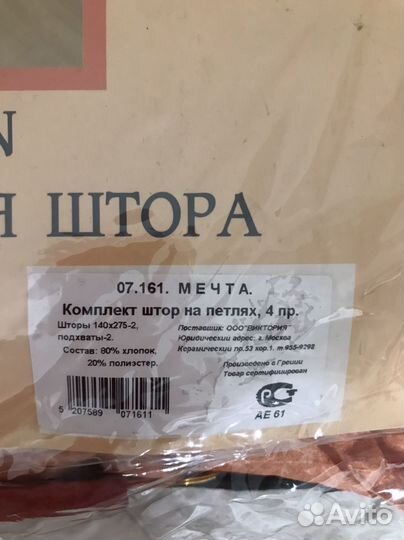 N
Я ШТОРА
07.161. МЕЧТА.
Комплект штор на петлях, 4 пр.
Шторы 140x275-2,
подхваты-2.
Состав: 80% хлопок,
20% полиэстер.
Поставщик: ООО"ВИКТОРИЯ"
Юридический адрес: г. Москва
Керамический пр.53 кор.1. т.955-9298
Произведено в Греции
Товар сертифицирован
5 207589 071611
АЕ 61
Avito